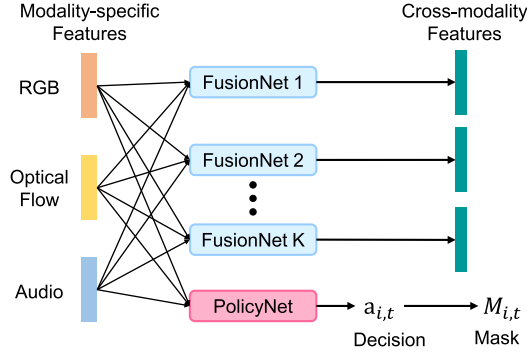 Modality-specific
Features
Cross-modality
Features
RGB
FusionNet 1
Optical
Flow
FusionNet 2
FusionNet K
Audio
PolicyNet
a_{i,t}
M_{i,t}
Decision
Mask